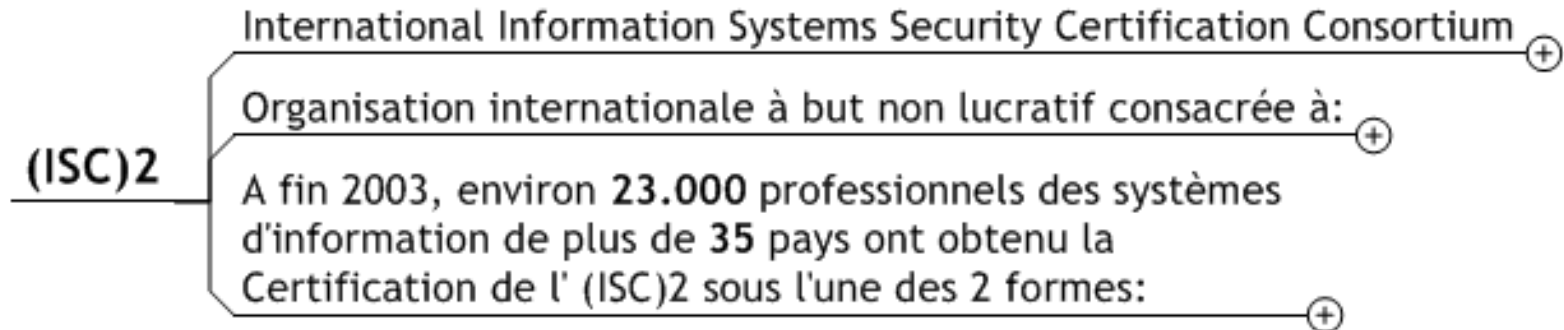 International Information Systems Security Certification Consortium
Organisation internationale à but non lucratif consacrée à:
(ISC)2
A fin 2003, environ 23.000 professionnels des systèmes
d'information de plus de 35 pays ont obtenu la
Certification de l' (ISC)2 sous l'une des 2 formes: